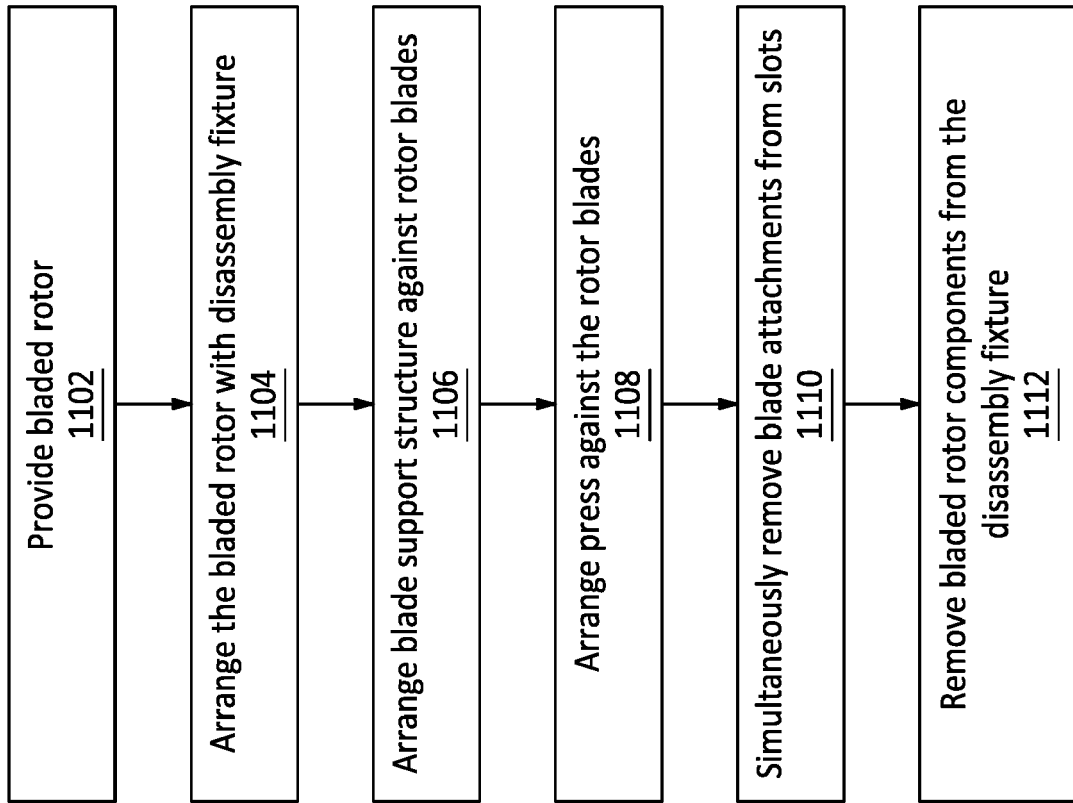 Provide bladed rotor
1102
Arrange the bladed rotor with disassembly fixture
1104
Arrange blade support structure against rotor blades
1106
Arrange press against the rotor blades
1108
Simultaneously remove blade attachments from slots
1110
Remove bladed rotor components from the
disassembly fixture
1112